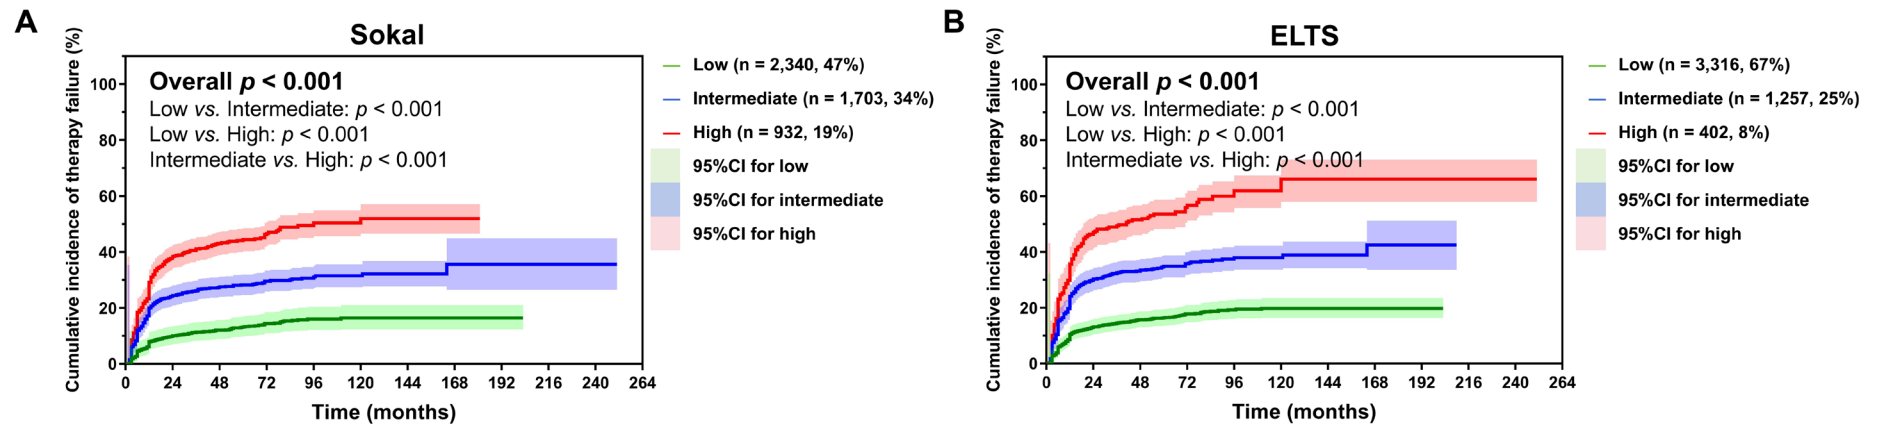 A
Sokal
Cumulative incidence of therapy failure (%)
100
80
60
40
20
0
Overall p < 0.001
Low vs. Intermediate: p < 0.001
Low vs. High: p < 0.001
Intermediate vs. High: p < 0.001
0 24 48 72 96 120 144 168 192 216 240 264
Time (months)
Low (n = 2,340, 47%)
Intermediate (n = 1,703, 34%)
High (n = 932, 19%)
95%CI for low
95%CI for intermediate
95%CI for high
B
ELTS
Cumulative incidence of therapy failure (%)
100
80
60
40
20
0
Overall p < 0.001
Low vs. Intermediate: p < 0.001
Low vs. High: p < 0.001
Intermediate vs. High: p < 0.001
0 24 48 72 96 120 144 168 192 216 240 264
Time (months)
Low (n = 3,316, 67%)
Intermediate (n = 1,257, 25%)
High (n = 402, 8%)
95%CI for low
95%CI for intermediate
95%CI for high